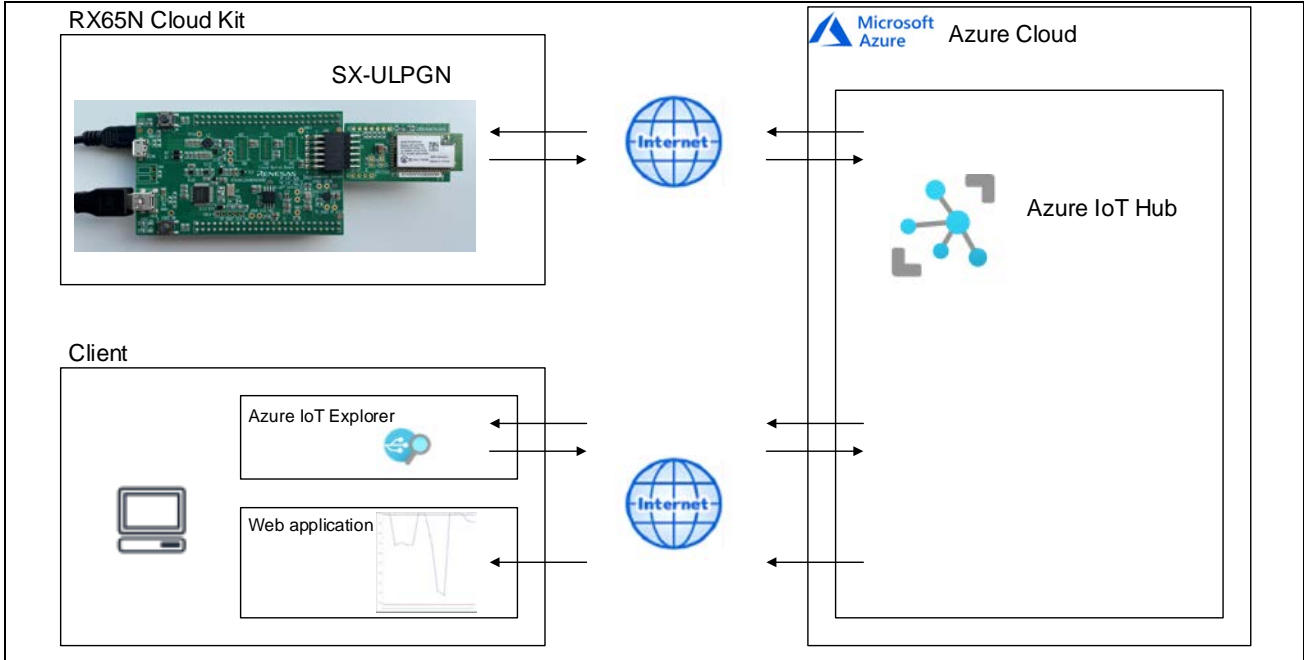 RX65N Cloud Kit
SX-ULPGN
RENESAS
Internet
Microsoft
Azure
Azure Cloud
Azure IoT Hub
Client
Azure IoT Explorer
Web application
Internet